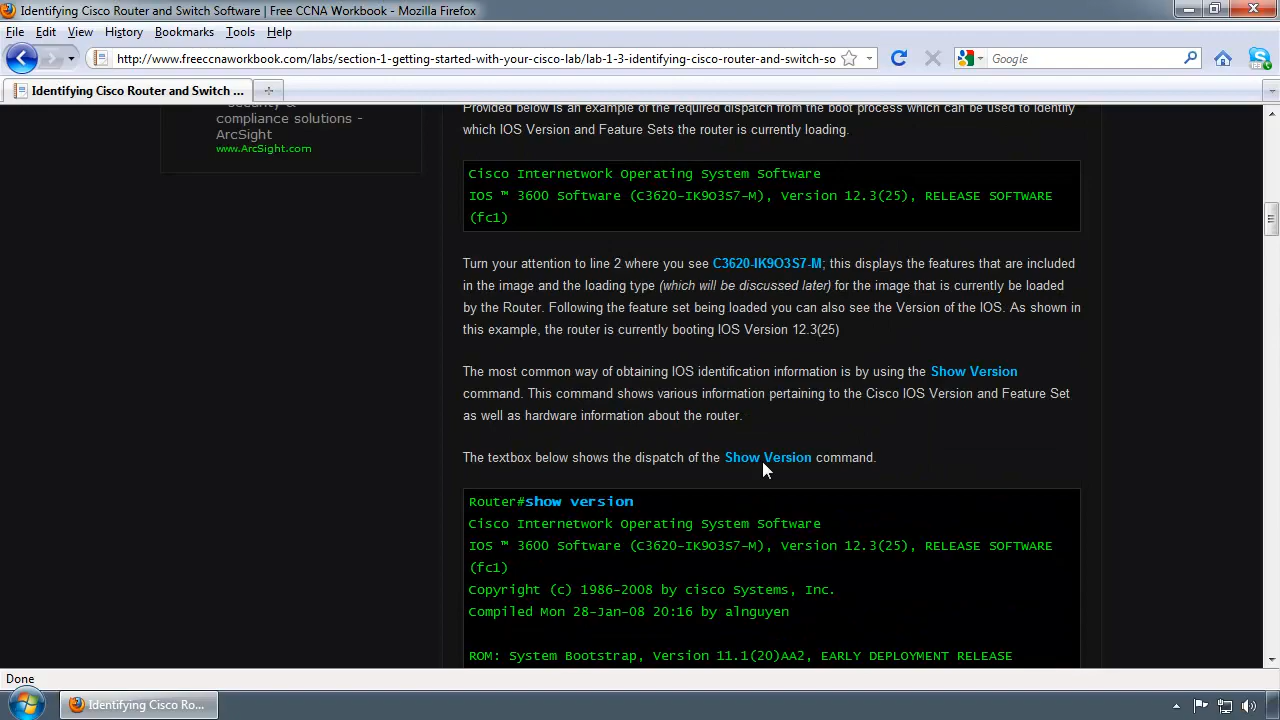 Identifying Cisco Router and Switch Software | Free CCNA Workbook - Mozilla Firefox
File Edit View History Bookmarks Tools Help
http://www.freeccnaworkbook.com/labs/section-1-getting-started-with-your-cisco-lab/lab-1-3-identifying-cisco-router-and-switch-so
Google
Identifying Cisco Router and Switch ...
compliance solutions -
ArcSight
www.ArcSight.com
Provided below is an example of the required dispatch from the boot process which can be used to identify
which IOS Version and Feature Sets the router is currently loading.
Cisco Internetwork Operating System Software
IOS ™ 3600 Software (C3620-IK9O3S7-M), Version 12.3(25), RELEASE SOFTWARE
(fc1)
Turn your attention to line 2 where you see C3620-IK9O3S7-M; this displays the features that are included
in the image and the loading type (which will be discussed later) for the image that is currently be loaded
by the Router. Following the feature set being loaded you can also see the Version of the IOS. As shown in
this example, the router is currently booting IOS Version 12.3(25)
The most common way of obtaining IOS identification information is by using the Show Version
command. This command shows various information pertaining to the Cisco IOS Version and Feature Set
as well as hardware information about the router.
The textbox below shows the dispatch of the Show Version command.
Router#show version
Cisco Internetwork Operating System Software
IOS ™ 3600 Software (C3620-IK9O3S7-M), Version 12.3(25), RELEASE SOFTWARE
(fc1)
Copyright (c) 1986-2008 by cisco Systems, Inc.
Compiled Mon 28-Jan-08 20:16 by alnguyen
ROM: System Bootstrap, Version 11.1(20)AA2, EARLY DEPLOYMENT RELEASE
Done
Identifying Cisco Ro...